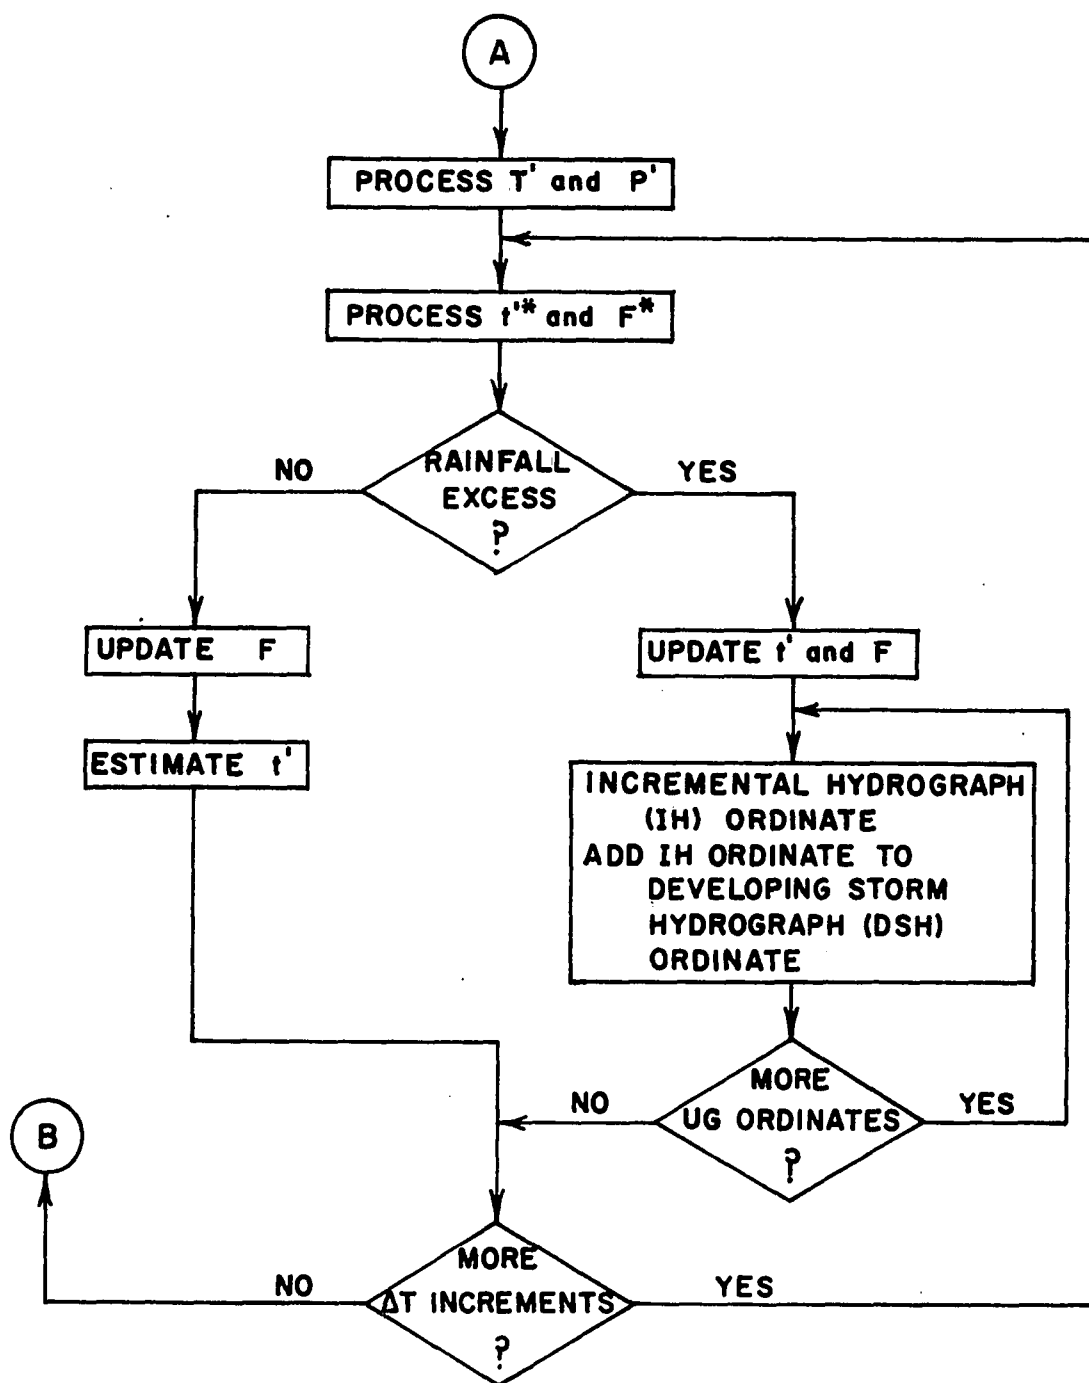 A
PROCESS T' and P'
PROCESS t'* and F*
RAINFALL
EXCESS
?
NO
YES
UPDATE F
UPDATE t' and F
ESTIMATE t'
INCREMENTAL HYDROGRAPH
(IH) ORDINATE
ADD IH ORDINATE TO
DEVELOPING STORM
HYDROGRAPH (DSH)
ORDINATE
MORE
UG ORDINATES
?
NO
YES
B
MORE
ΔT INCREMENTS
?
NO
YES